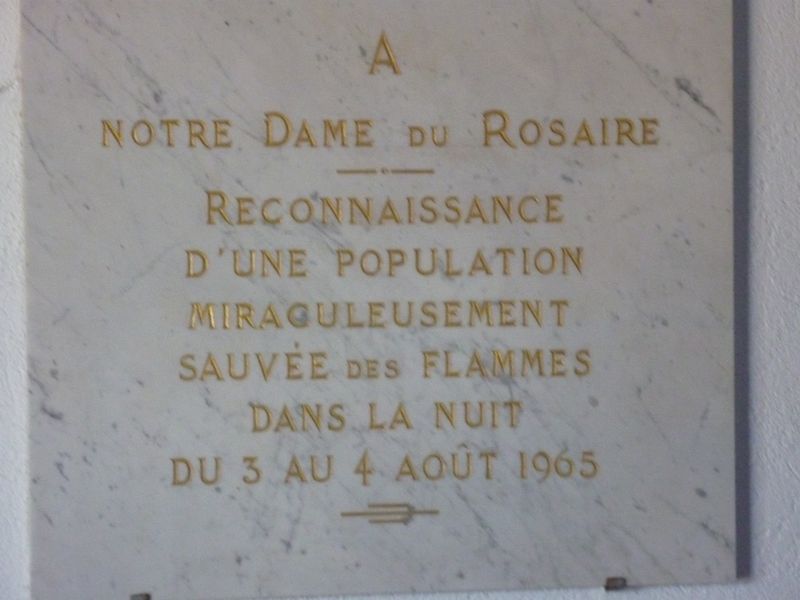 A
NOTRE DAME DU ROSAIRE
RECONNAISSANCE
D'UNE POPULATION
MIRACULEUSEMENT
SAUVÉE DES FLAMMES
DANS LA NUIT
DU 3 AU 4 AOÛT 1965